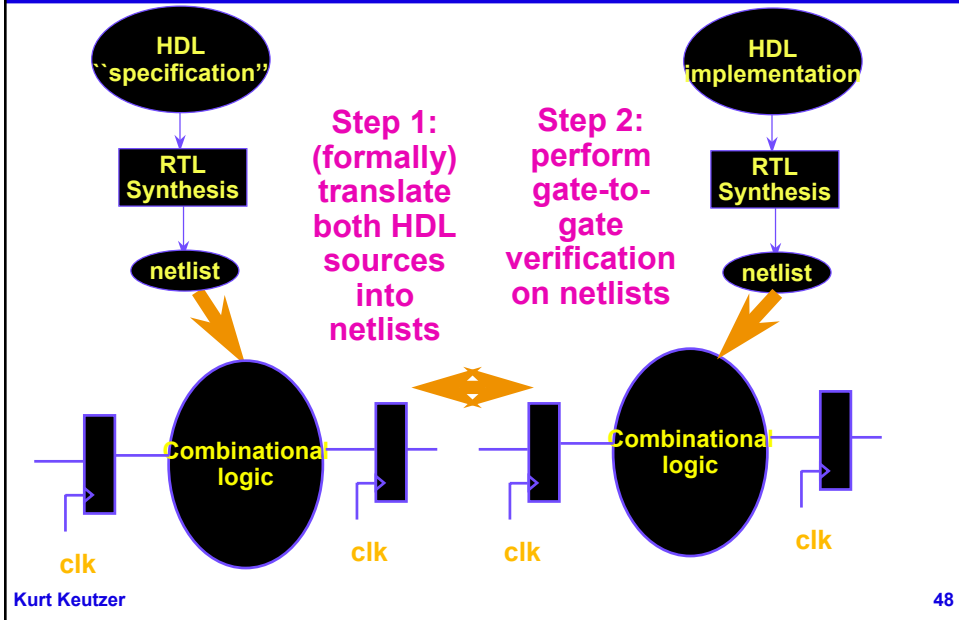 HDL
``specification''
RTL
Synthesis
netlist
Step 1:
(formally)
translate
both HDL
sources
into
netlists
Step 2:
perform
gate-to-
gate
verification
on netlists
HDL
implementation
RTL
Synthesis
netlist
Combinational
logic
clk
clk
Combinational
logic
clk
clk
Kurt Keutzer
48